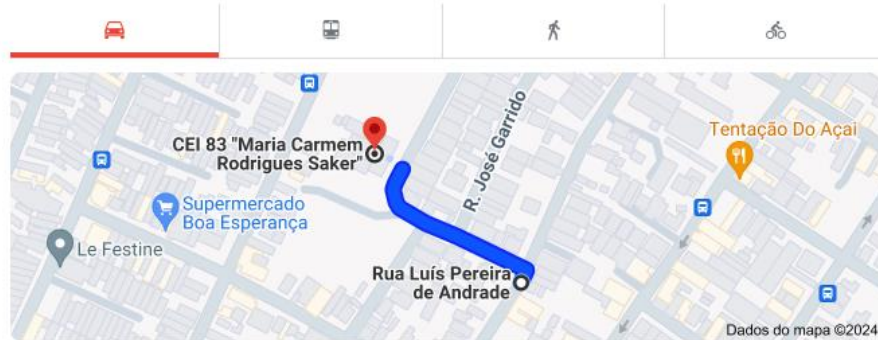 CEI 83 "Maria Carmem
Rodrigues Saker"
R. José Garrido
Tentação Do Açai
Supermercado
Boa Esperança
Le Festine
Rua Luís Pereira
de Andrade
Dados do mapa ©2024